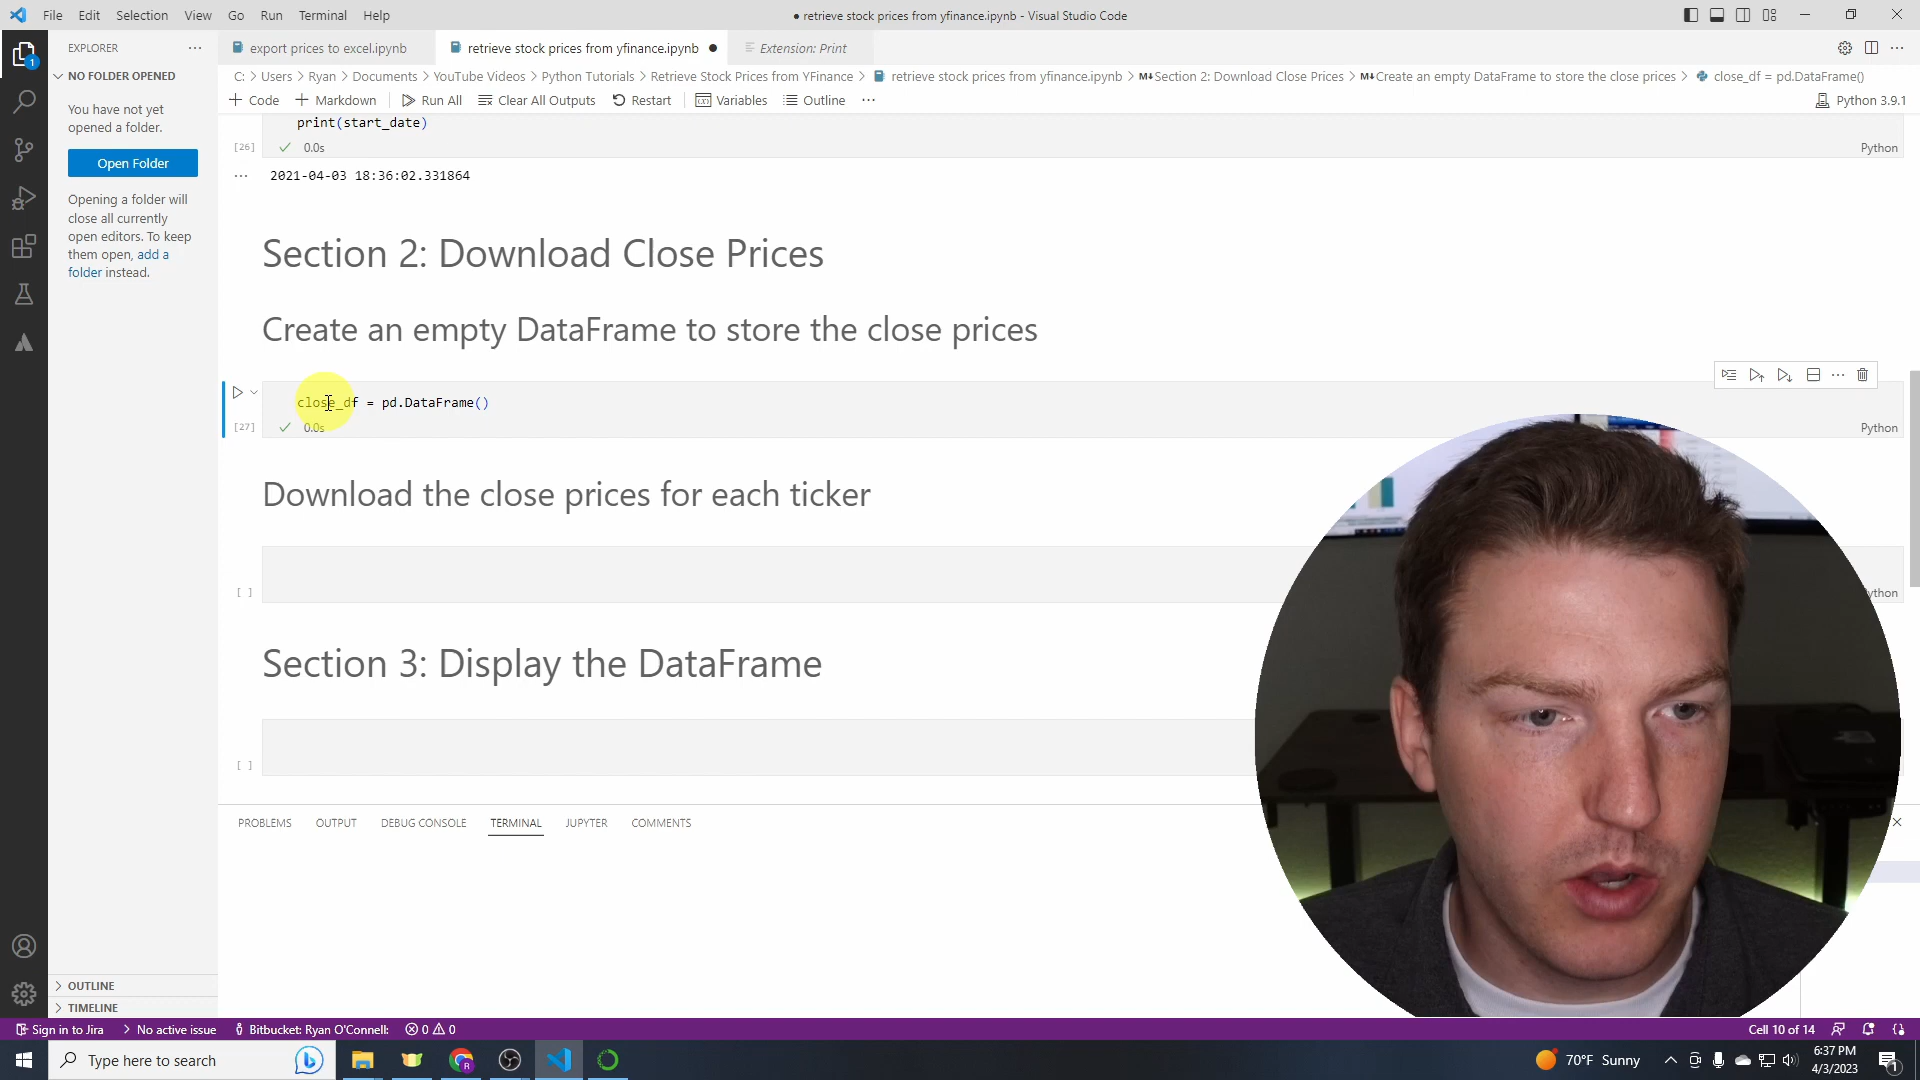 File Edit Selection View Go Run Terminal Help
● retrieve stock prices from yfinance.ipynb - Visual Studio Code
EXPLORER ···
export prices to excel.ipynb
retrieve stock prices from yfinance.ipynb ●
Extension: Print
NO FOLDER OPENED
C: > Users > Ryan > Documents > YouTube Videos > Python Tutorials > Retrieve Stock Prices from YFinance > retrieve stock prices from yfinance.ipynb > M↓Section 2: Download Close Prices > M↓Create an empty DataFrame to store the close prices > close_df = pd.DataFrame()
+ Code + Markdown Run All Clear All Outputs Restart Variables Outline ··· Python 3.9.1
You have not yet
opened a folder.
Open Folder
Opening a folder will
close all currently
open editors. To keep
them open, add a
folder instead.
print(start_date)
[26] ✓ 0.0s Python
··· 2021-04-03 18:36:02.331864
Section 2: Download Close Prices
Create an empty DataFrame to store the close prices
close_df = pd.DataFrame()
[27] ✓ 0.0s Python
Download the close prices for each ticker
[ ] ython
Section 3: Display the DataFrame
[ ]
PROBLEMS OUTPUT DEBUG CONSOLE TERMINAL JUPYTER COMMENTS
OUTLINE
TIMELINE
Sign in to Jira > No active issue Bitbucket: Ryan O'Connell: 0 0 Cell 10 of 14
Type here to search
70°F Sunny
6:37 PM
4/3/2023
1
1